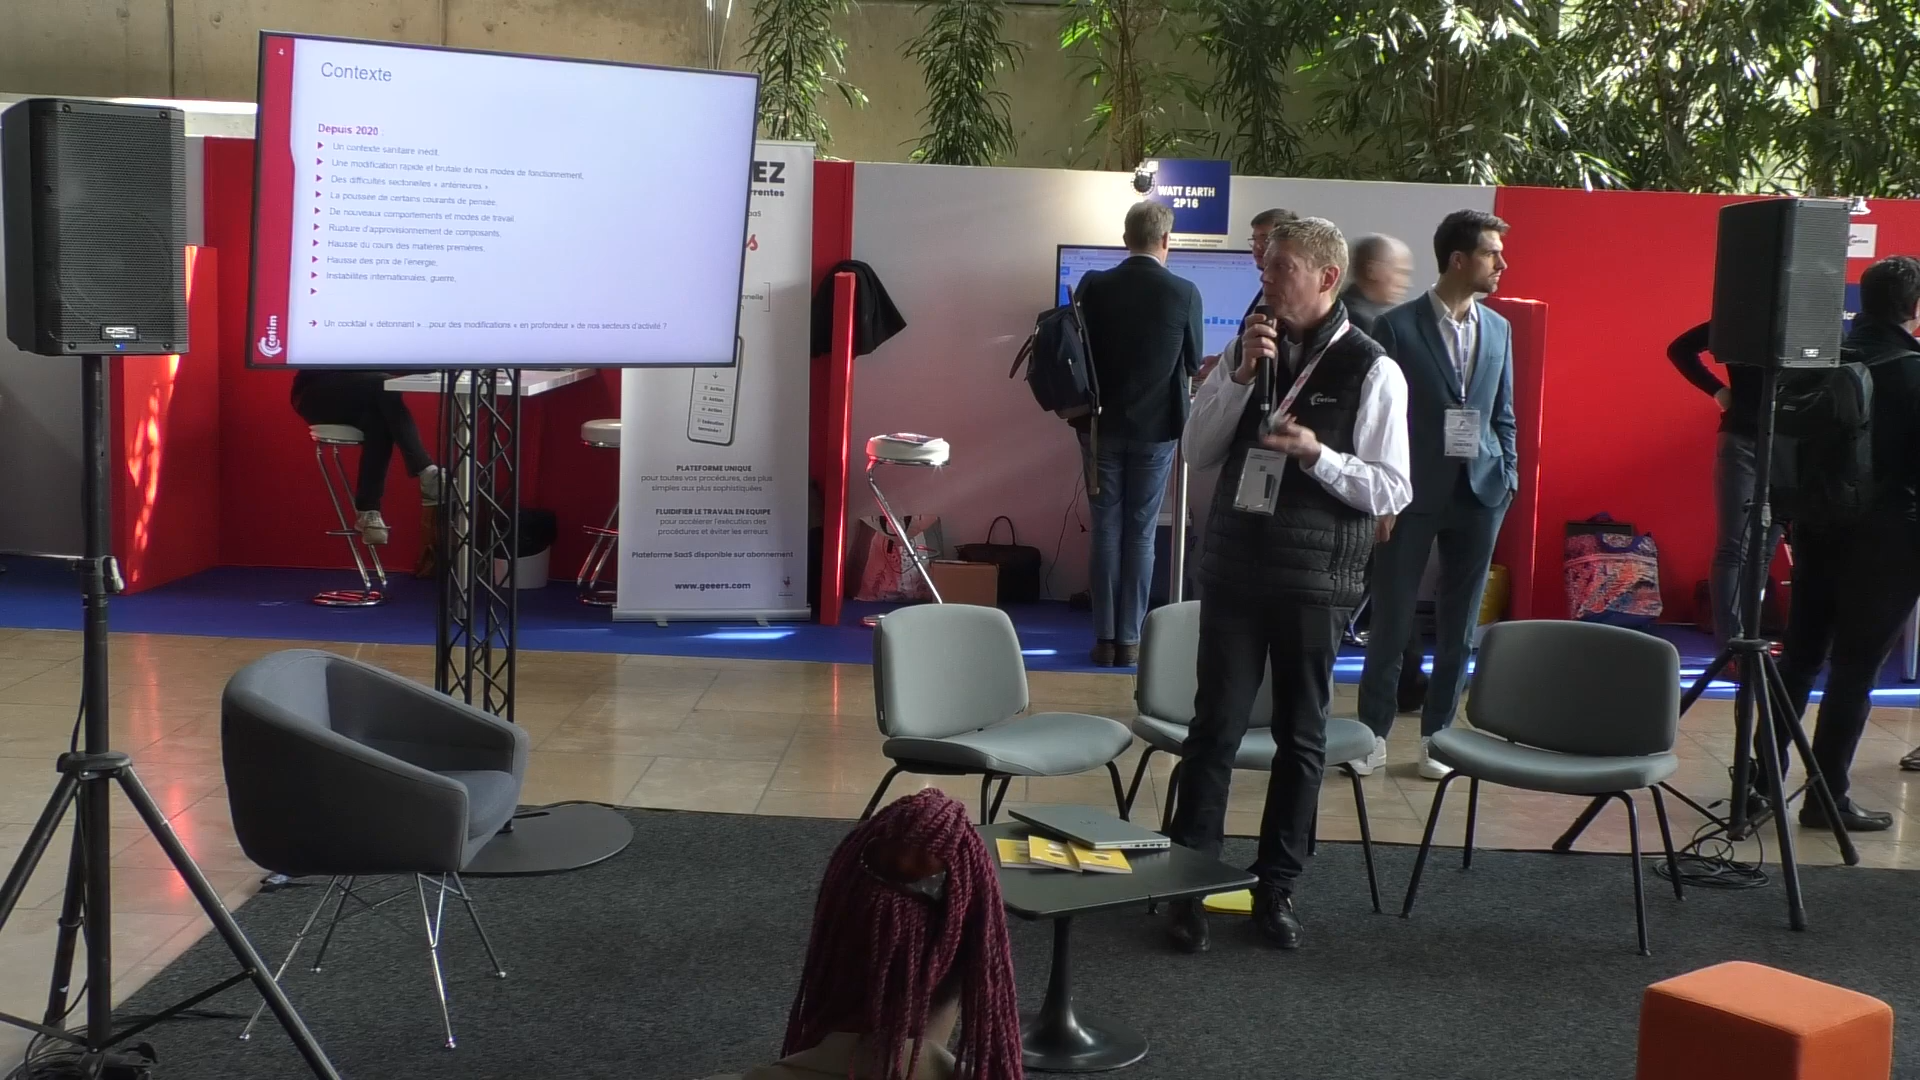 4
Contexte
Depuis 2020 :
Un contexte sanitaire inédit,
Une modification rapide et brutale de nos modes de fonctionnement,
Des difficultés sectorielles « antérieures »
La poussée de certains courants de pensée,
De nouveaux comportements et modes de travail
Rupture d'approvisionnement de composants,
Hausse du cours des matières premières,
Hausse des prix de l'énergie,
Instabilités internationales, guerre,
Un cocktail « détonnant »... pour des modifications « en profondeur » de nos secteurs d'activité ?
cetim
QSC
EZ
rrentes
PLATEFORME UNIQUE
pour toutes vos procédures, des plus
simples aux plus sophistiquées
FLUIDIFIER LE TRAVAIL EN EQUIPE
pour accélerer l'exécution des
procédures et éviter les erreurs
Plateforme SaaS disponible sur abonnement
www.geeers.com
WATT EARTH
2P16
cetim